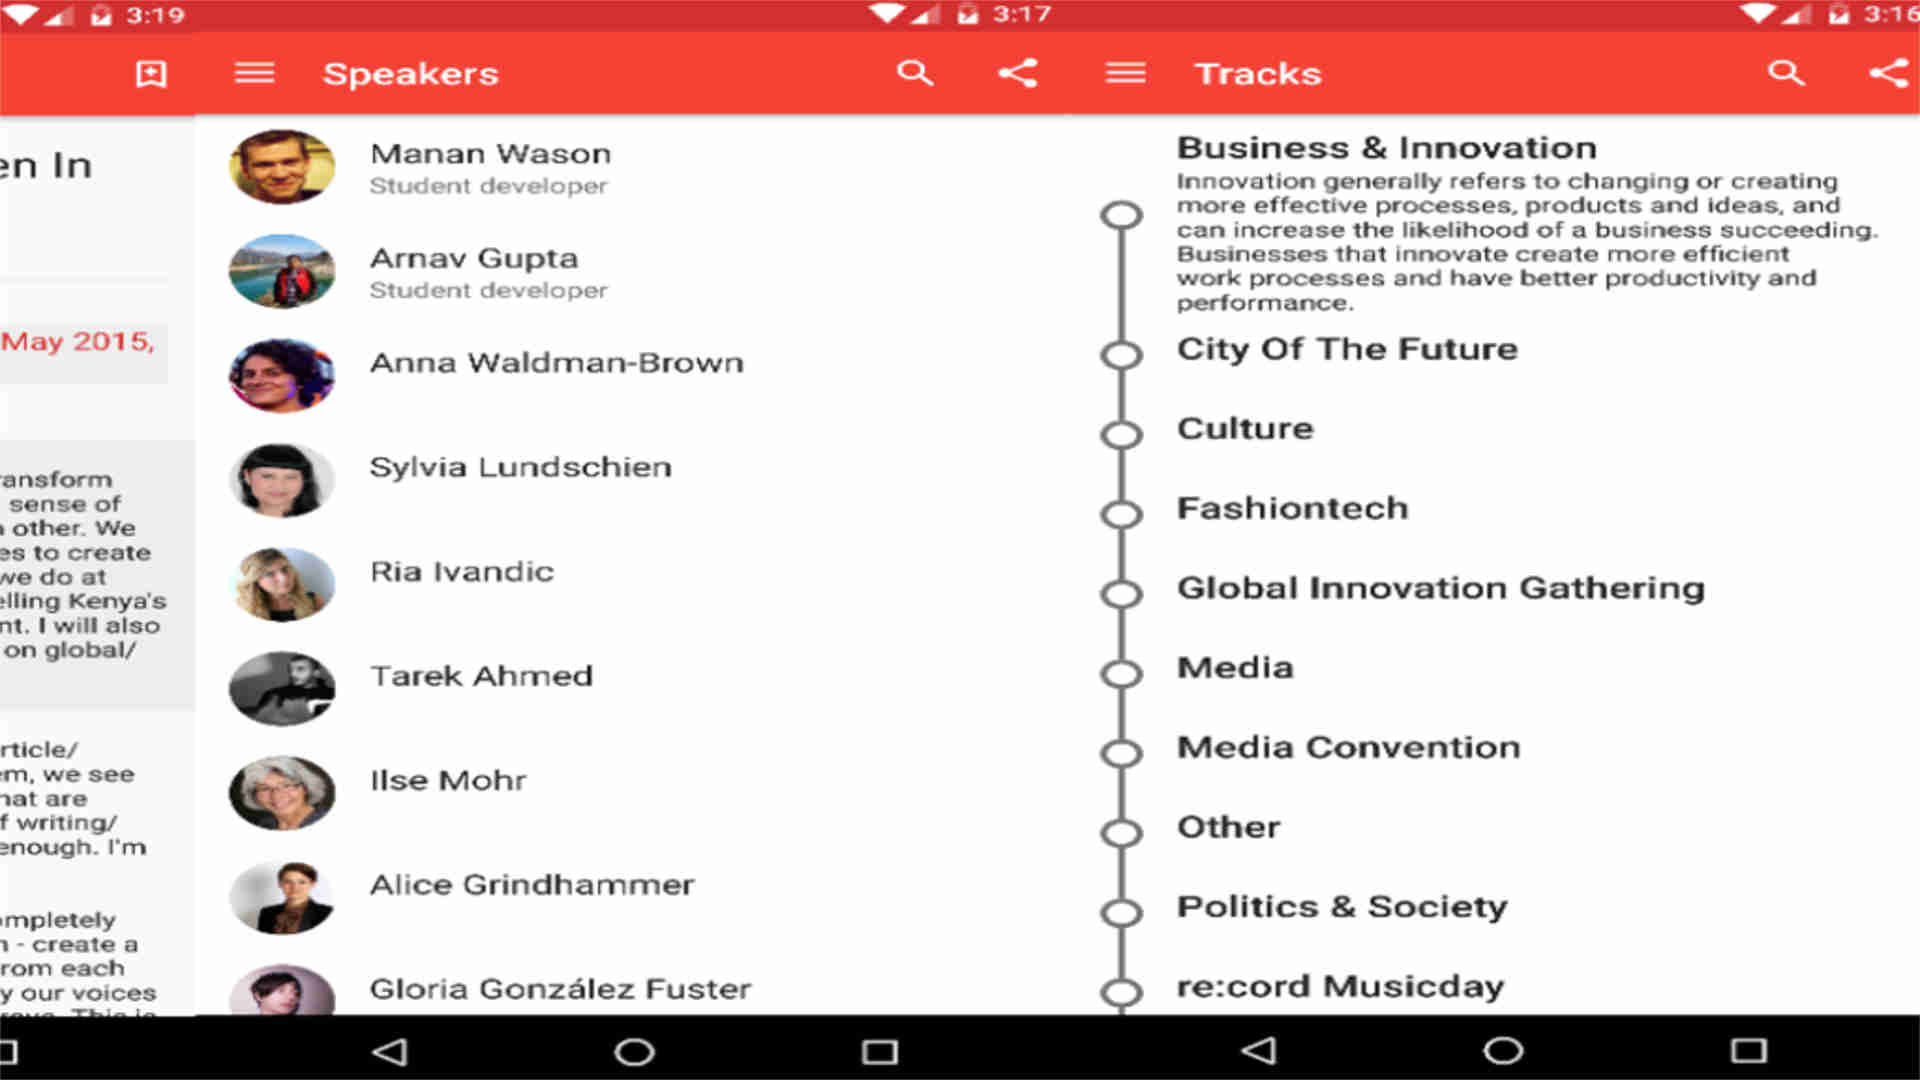 3:19
en In
May 2015,
ransform
sense of
other. We
es to create
we do at
elling Kenya's
nt. I will also
on global/
rticle/
em, we see
hat are
f writing/
enough. I'm
ompletely
n - create a
rom each
y our voices
This is
3:17
Speakers
Manan Wason
Student developer
Arnav Gupta
Student developer
Anna Waldman-Brown
Sylvia Lundschien
Ria Ivandic
Tarek Ahmed
Ilse Mohr
Alice Grindhammer
Gloria González Fuster
3:16
Tracks
Business & Innovation
Innovation generally refers to changing or creating
more effective processes, products and ideas, and
can increase the likelihood of a business succeeding.
Businesses that innovate create more efficient
work processes and have better productivity and
performance.
City Of The Future
Culture
Fashiontech
Global Innovation Gathering
Media
Media Convention
Other
Politics & Society
re:cord Musicday